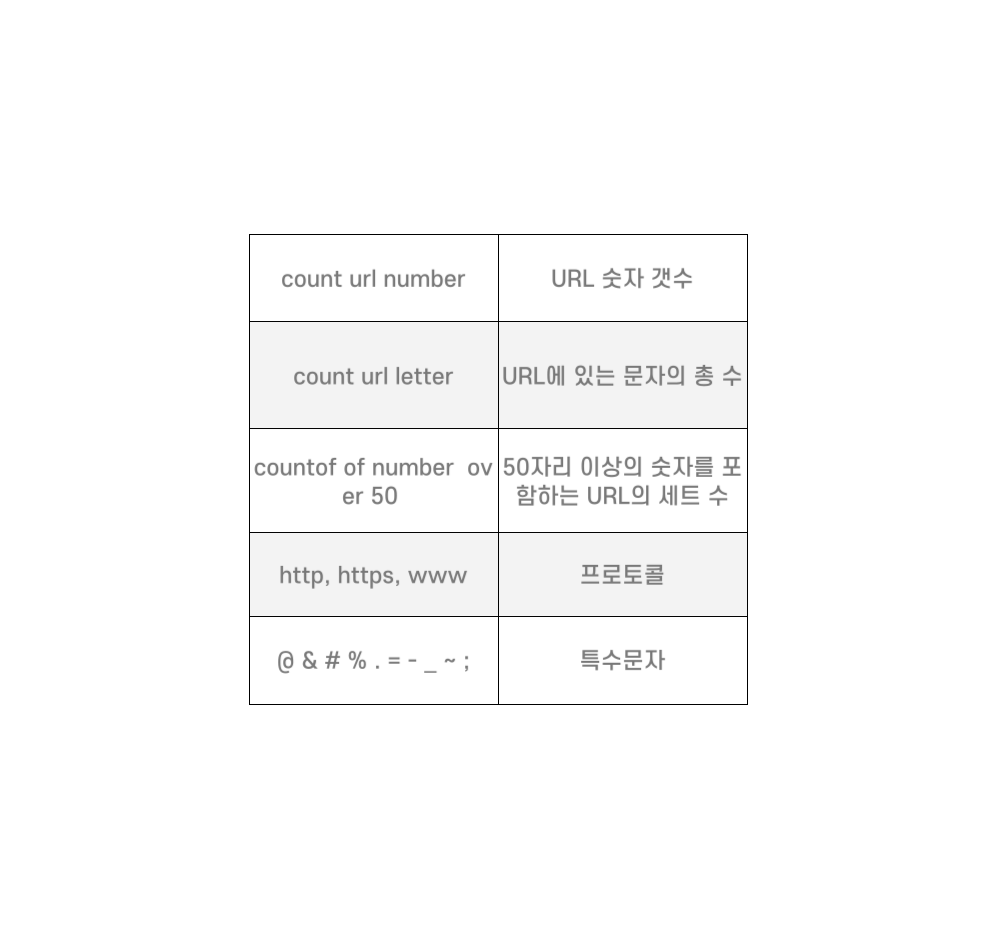 count url number
URL 숫자 갯수
count url letter
URL에 있는 문자의 총 수
countof of number  ov
er 50
50자리 이상의 숫자를 포
함하는 URL의 세트 수
http, https, www
프로토콜
@ & # % . = - _ ~ ;
특수문자